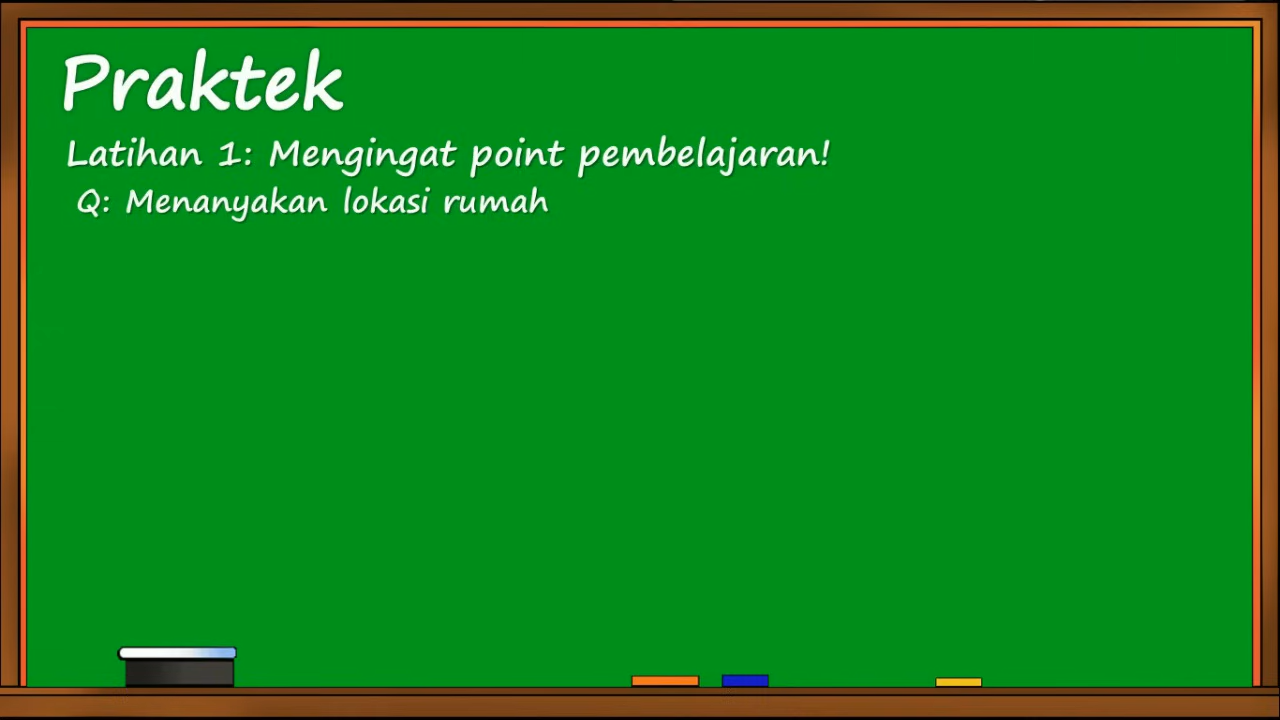 Praktek
Latihan 1: Mengingat point pembelajaran!
Q: Menanyakan lokasi rumah